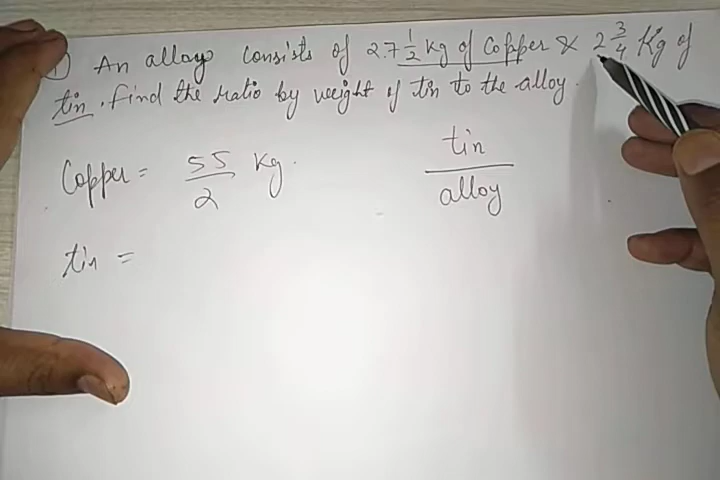 1) An alloy consists of 27 1/2 kg of Copper & 2 3/4 Kg of
tin. Find the ratio by weight of tin to the alloy.
Copper = 55/2 kg.
tin/alloy
tin =